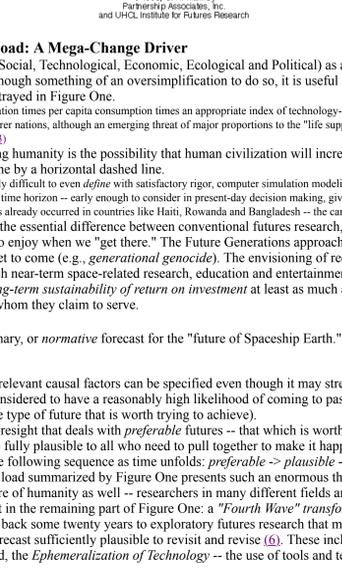 Partnership Associates, Inc.
and UHCL Institute for Futures Research
oad: A Mega-Change Driver
Social, Technological, Economic, Ecological and Political) as a
hough something of an oversimplification to do so, it is useful
trayed in Figure One.
ation times per capita consumption times an appropriate index of technology-
rer nations, although an emerging threat of major proportions to the "life supp
)
ng humanity is the possibility that human civilization will incre
ne by a horizontal dashed line.
ly difficult to even define with satisfactory rigor, computer simulation modeli
time horizon -- early enough to consider in present-day decision making, giv
s already occurred in countries like Haiti, Rowanda and Bangladesh -- the car
the essential difference between conventional futures research,
o enjoy when we "get there." The Future Generations approach
et to come (e.g., generational genocide). The envisioning of re
h near-term space-related research, education and entertainmen
ng-term sustainability of return on investment at least as much a
whom they claim to serve.
nary, or normative forecast for the "future of Spaceship Earth."
relevant causal factors can be specified even though it may stre
nsidered to have a reasonably high likelihood of coming to pas
e type of future that is worth trying to achieve).
oresight that deals with preferable futures -- that which is worth
e fully plausible to all who need to pull together to make it happ
e following sequence as time unfolds: preferable -> plausible -
load summarized by Figure One presents such an enormous th
re of humanity as well -- researchers in many different fields ar
t in the remaining part of Figure One: a "Fourth Wave" transfo
back some twenty years to exploratory futures research that m
recast sufficiently plausible to revisit and revise (6). These incl
d, the Ephemeralization of Technology -- the use of tools and te